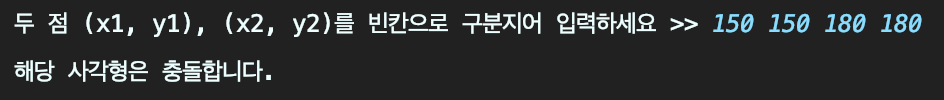 두 점 (x1, y1), (x2, y2)를 빈칸으로 구분지어 입력하세요 >> 150 150 180 180
해당 사각형은 충돌합니다.